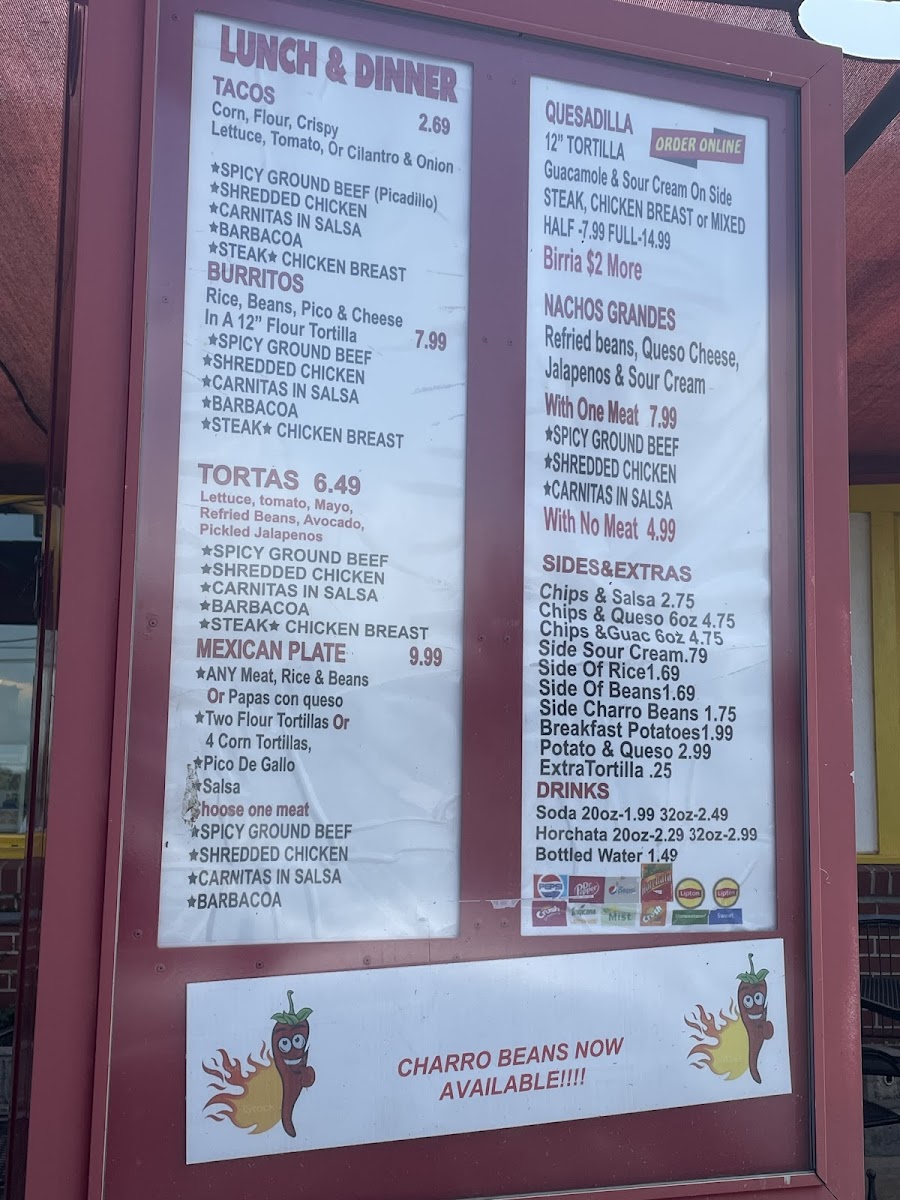 LUNCH & DINNER
TACOS
Corn, Flour, Crispy 2.69
Lettuce, Tomato, Or Cilantro & Onion
★SPICY GROUND BEEF (Picadillo)
★SHREDDED CHICKEN
★CARNITAS IN SALSA
★BARBACOA
★STEAK★ CHICKEN BREAST
BURRITOS
Rice, Beans, Pico & Cheese
In A 12” Flour Tortilla 7.99
★SPICY GROUND BEEF
★SHREDDED CHICKEN
★CARNITAS IN SALSA
★BARBACOA
★STEAK★ CHICKEN BREAST
TORTAS 6.49
Lettuce, tomato, Mayo,
Refried Beans, Avocado,
Pickled Jalapenos
★SPICY GROUND BEEF
★SHREDDED CHICKEN
★CARNITAS IN SALSA
★BARBACOA
★STEAK★ CHICKEN BREAST
MEXICAN PLATE 9.99
★ANY Meat, Rice & Beans
Or Papas con queso
★Two Flour Tortillas Or
4 Corn Tortillas,
★Pico De Gallo
★Salsa
hoose one meat
★SPICY GROUND BEEF
★SHREDDED CHICKEN
★CARNITAS IN SALSA
★BARBACOA
QUESADILLA
12” TORTILLA ORDER ONLINE
Guacamole & Sour Cream On Side
STEAK, CHICKEN BREAST or MIXED
HALF -7.99 FULL-14.99
Birria $2 More
NACHOS GRANDES
Refried beans, Queso Cheese,
Jalapenos & Sour Cream
With One Meat 7.99
★SPICY GROUND BEEF
★SHREDDED CHICKEN
★CARNITAS IN SALSA
With No Meat 4.99
SIDES&EXTRAS
Chips & Salsa 2.75
Chips & Queso 6oz 4.75
Chips &Guac 6oz 4.75
Side Sour Cream.79
Side Of Rice1.69
Side Of Beans1.69
Side Charro Beans 1.75
Breakfast Potatoes1.99
Potato & Queso 2.99
ExtraTortilla .25
DRINKS
Soda 20oz-1.99 32oz-2.49
Horchata 20oz-2.29 32oz-2.99
Bottled Water 1.49
PEPSI Dr Pepper Lipton Lipton
Crush Tropicana Mist Crush Sweet
CHARRO BEANS NOW
AVAILABLE!!!!